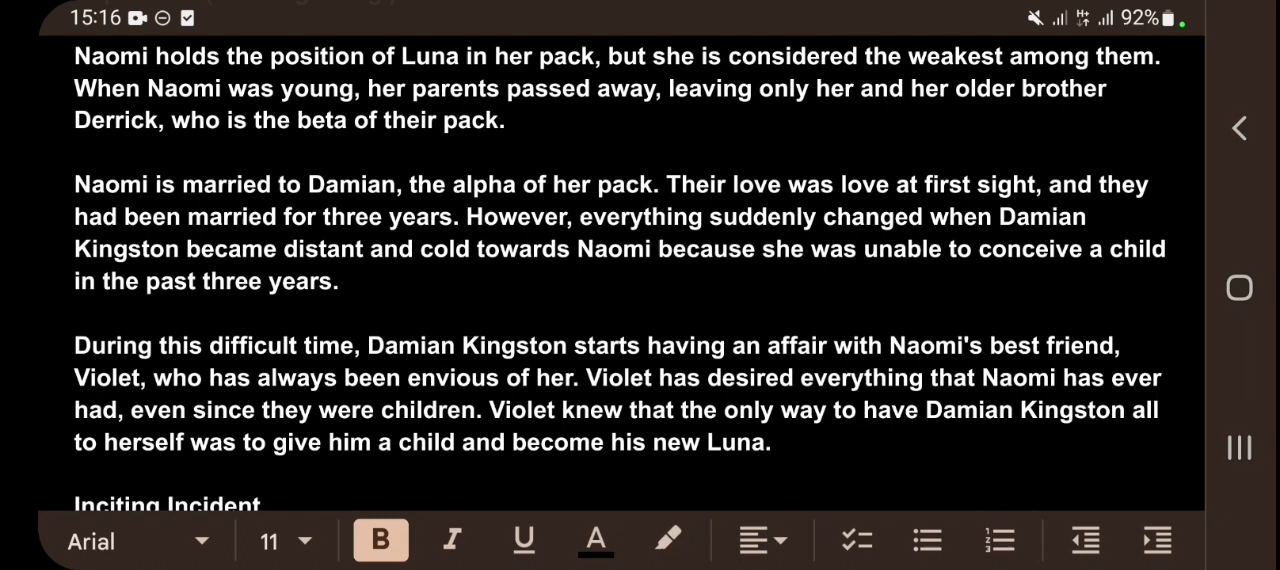 15:16
H+
92%
Naomi holds the position of Luna in her pack, but she is considered the weakest among them.
When Naomi was young, her parents passed away, leaving only her and her older brother
Derrick, who is the beta of their pack.
Naomi is married to Damian, the alpha of her pack. Their love was love at first sight, and they
had been married for three years. However, everything suddenly changed when Damian
Kingston became distant and cold towards Naomi because she was unable to conceive a child
in the past three years.
During this difficult time, Damian Kingston starts having an affair with Naomi's best friend,
Violet, who has always been envious of her. Violet has desired everything that Naomi has ever
had, even since they were children. Violet knew that the only way to have Damian Kingston all
to herself was to give him a child and become his new Luna.
Inciting Incident
Arial 11 B I U A